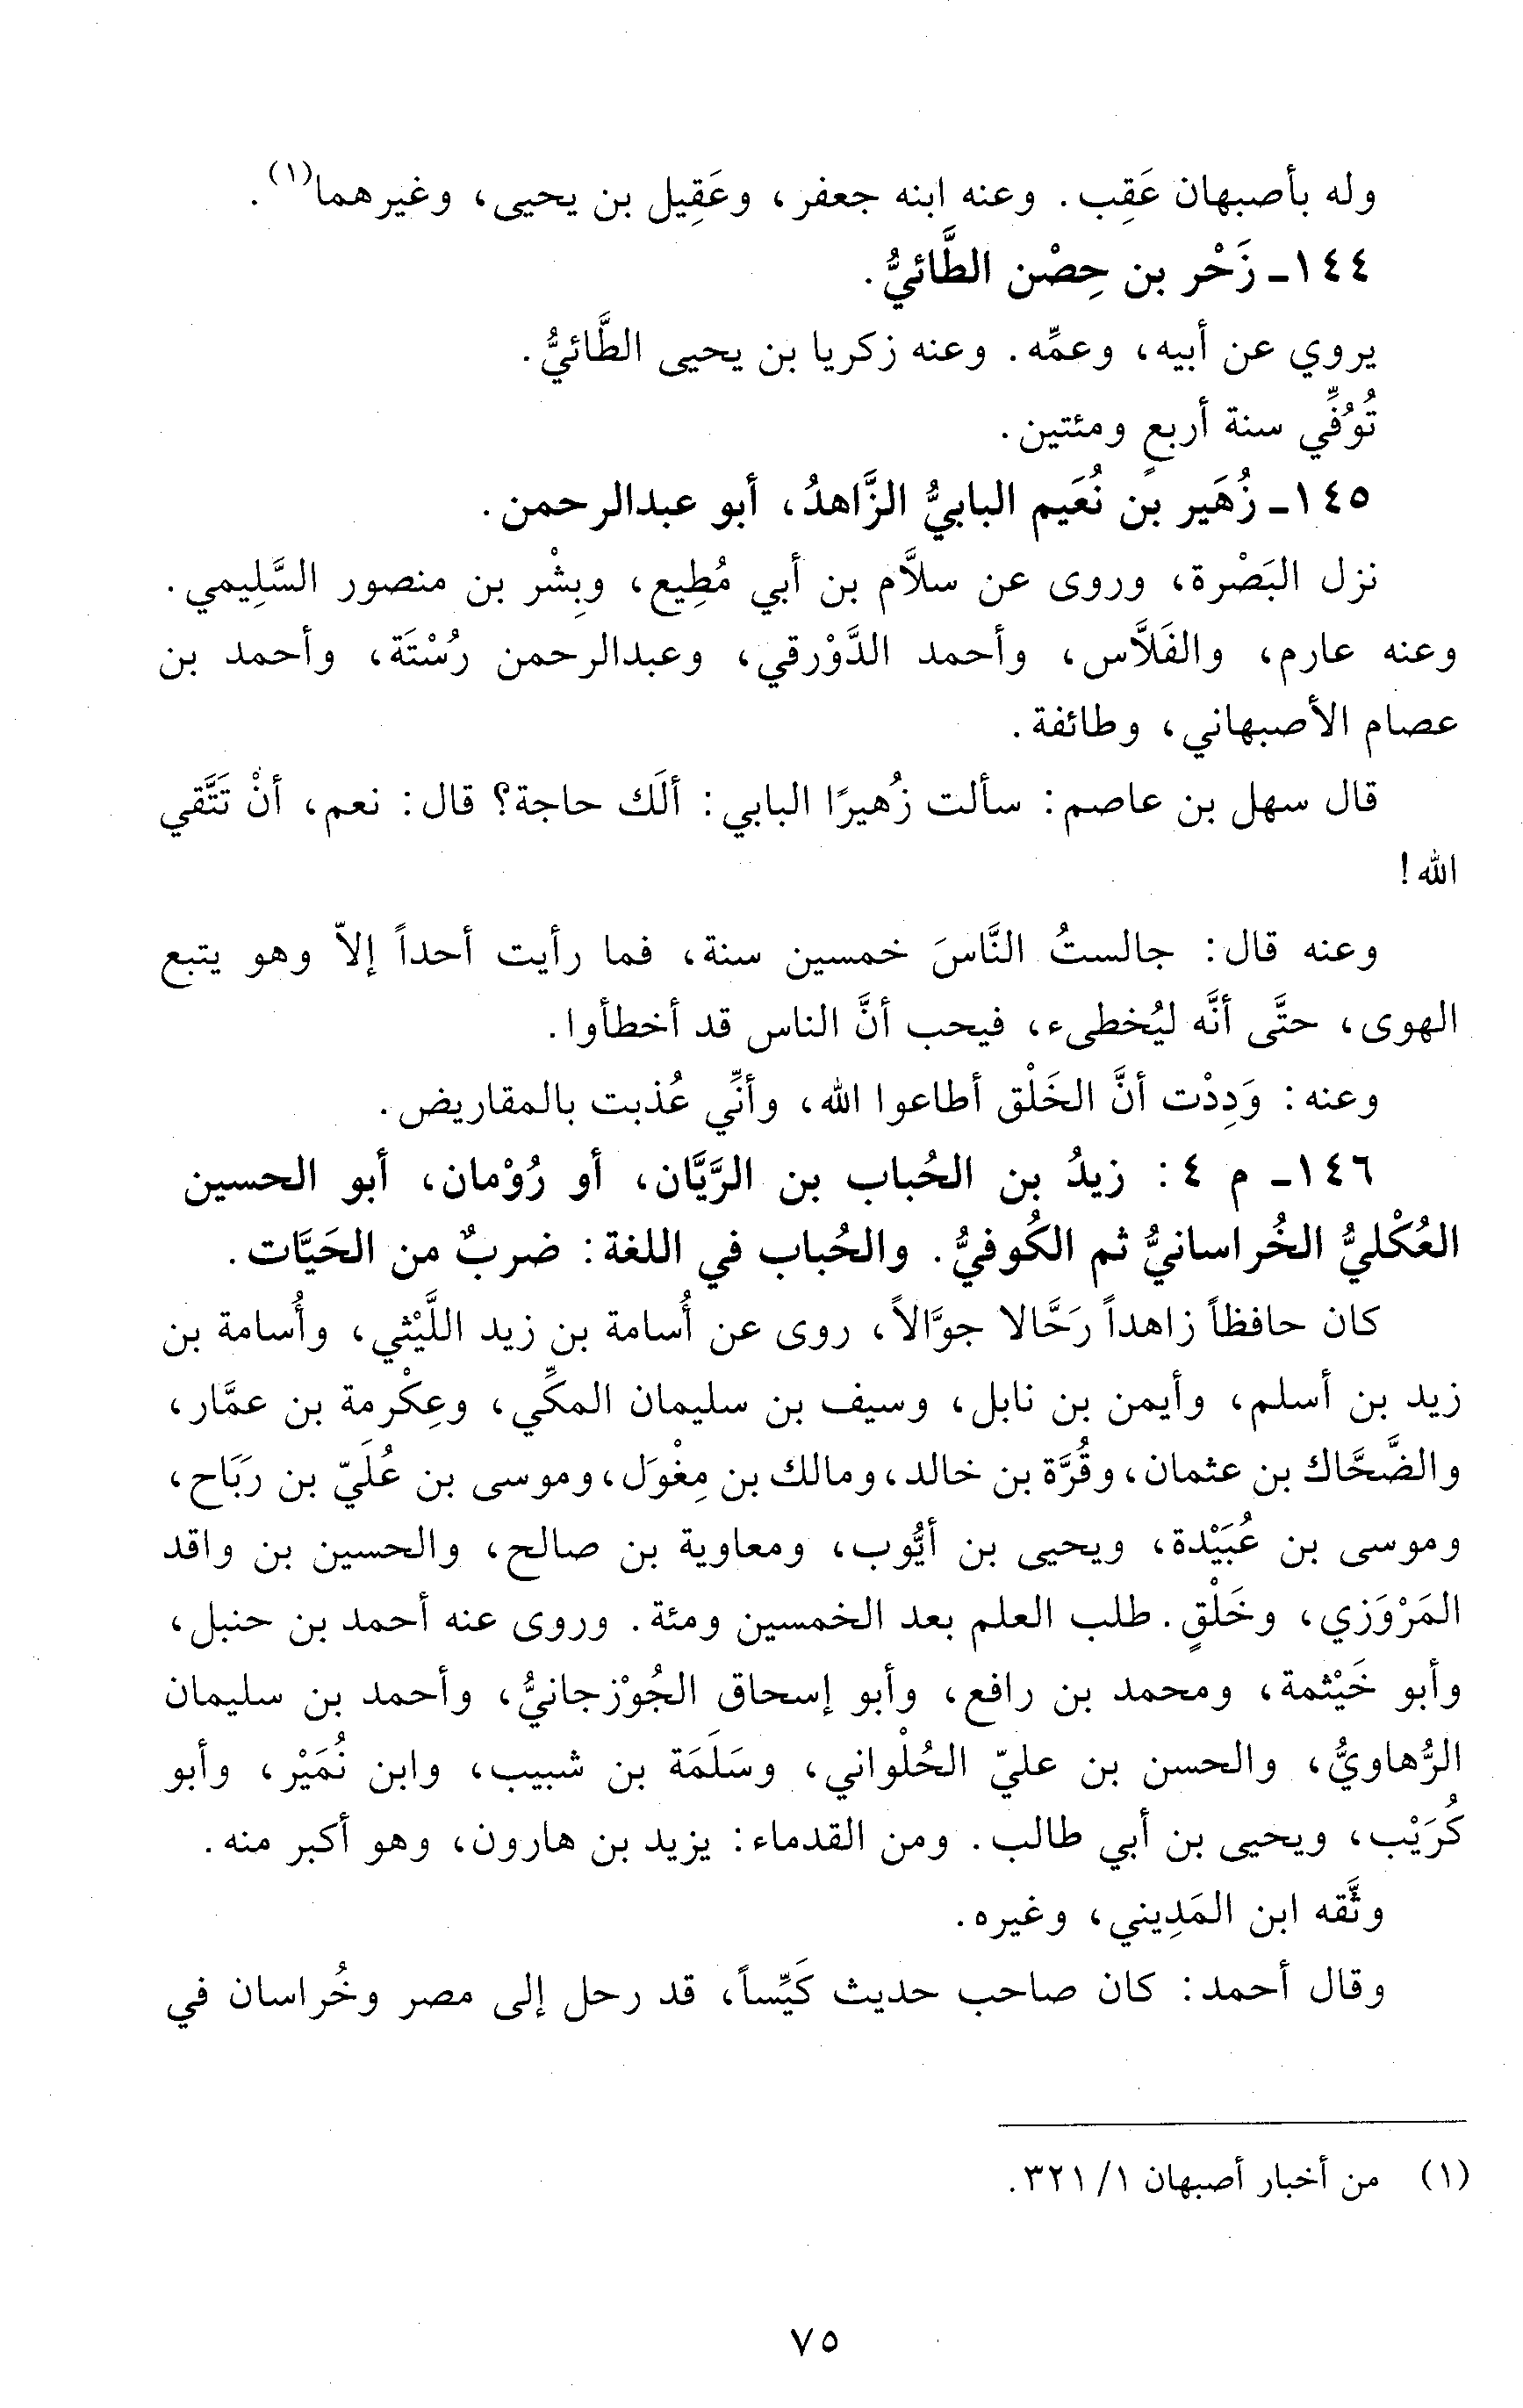 وله بأصبهان عَقِب. وعنه ابنه جعفر، وعَقِيل بن يحيى، وغيرهما(١).
١٤٤- زَحْر بن حِصْن الطَّائيُّ.
يروي عن أبيه، وعمِّه. وعنه زكريا بن يحيى الطَّائيُّ.
تُوُفِّي سنة أربعٍ ومئتين.
١٤٥- زُهَير بن نُعَيم البابيُّ الزَّاهدُ، أبو عبدالرحمن.
نزل البَصْرة، وروى عن سلاَّم بن أبي مُطِيع، وبِشْر بن منصور السَّلِيمي.
وعنه عارم، والفَلاَّس، وأحمد الدَّوْرقي، وعبدالرحمن رُسْتَة، وأحمد بن
عصام الأصبهاني، وطائفة.
قال سهل بن عاصم: سألت زُهيرًا البابي: ألَك حاجة؟ قال: نعم، أنْ تَتَّقي
الله!
وعنه قال: جالستُ النَّاسَ خمسين سنة، فما رأيت أحداً إلاّ وهو يتبع
الهوى، حتَّى أنَّه ليُخطىء، فيحب أنَّ الناس قد أخطأوا.
وعنه: وَدِدْت أنَّ الخَلْق أطاعوا الله، وأنِّي عُذبت بالمقاريض.
١٤٦- م ٤: زيدُ بن الحُباب بن الرَّيَّان، أو رُوْمان، أبو الحسين
العُكْليُّ الخُراسانيُّ ثم الكُوفيُّ. والحُباب في اللغة: ضربٌ من الحَيَّات.
كان حافظاً زاهداً رَحَّالا جوَّالاً، روى عن أُسامة بن زيد اللَّيْثي، وأُسامة بن
زيد بن أسلم، وأيمن بن نابل، وسيف بن سليمان المكِّي، وعِكْرمة بن عمَّار،
والضَّحَّاك بن عثمان، وقُرَّة بن خالد، ومالك بن مِغْوَل، وموسى بن عُلَيّ بن رَبَاح،
وموسى بن عُبَيْدة، ويحيى بن أيُّوب، ومعاوية بن صالح، والحسين بن واقد
المَرْوَزي، وخَلْقٍ. طلب العلم بعد الخمسين ومئة. وروى عنه أحمد بن حنبل،
وأبو خَيْثمة، ومحمد بن رافع، وأبو إسحاق الجُوْزجانيُّ، وأحمد بن سليمان
الرُّهاويُّ، والحسن بن عليّ الحُلْواني، وسَلَمَة بن شبيب، وابن نُمَيْر، وأبو
كُرَيْب، ويحيى بن أبي طالب. ومن القدماء: يزيد بن هارون، وهو أكبر منه.
وثَّقه ابن المَدِيني، وغيره.
وقال أحمد: كان صاحب حديث كَيِّساً، قد رحل إلى مصر وخُراسان في
(١) من أخبار أصبهان ١/ ٣٢١.
٧٥